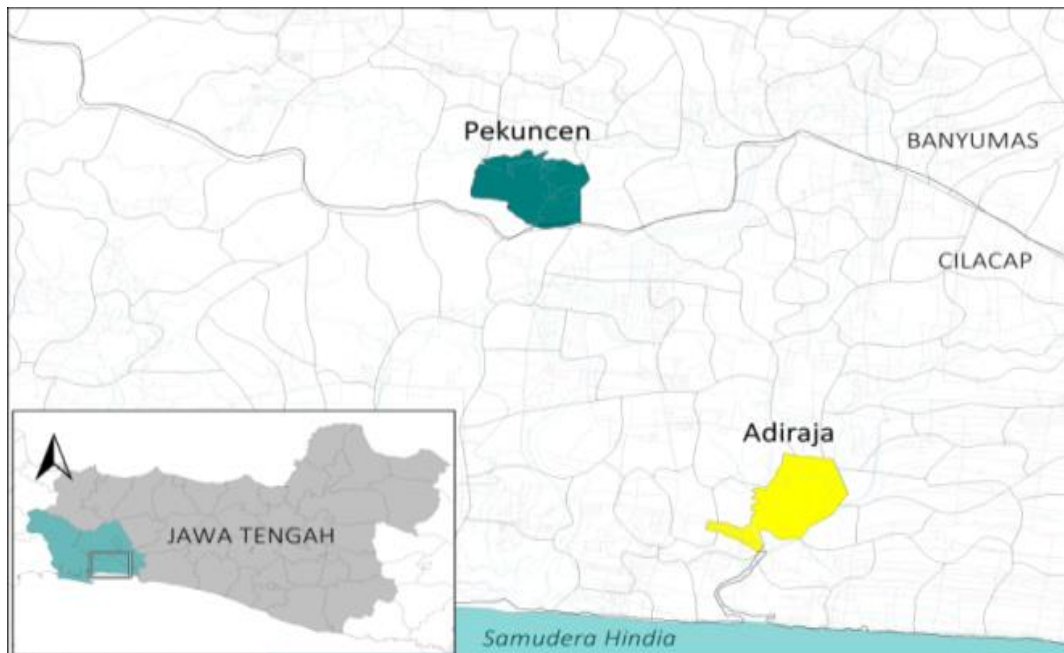 Pekuncen
BANYUMAS
CILACAP
Adiraja
JAWA TENGAH
Samudera Hindia